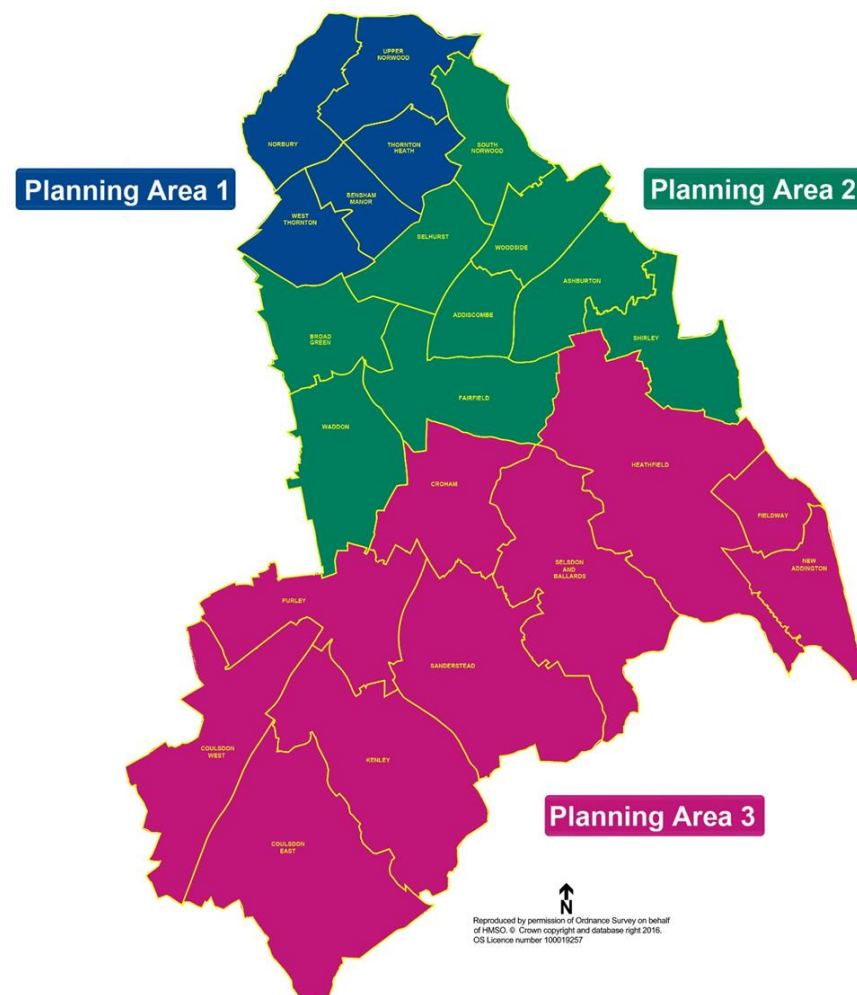 UPPER
NORWOOD
NORBURY
THORNTON
HEATH
SOUTH
NORWOOD
Planning Area 1
BENSHAM
MANOR
Planning Area 2
WEST
THORNTON
SELHURST
WOODSIDE
ASHBURTON
ADDISCOMBE
BROAD
GREEN
SHIRLEY
FAIRFIELD
WADDON
HEATHFIELD
CROHAM
FIELDWAY
SELSDON
AND
BALLARDS
NEW
ADDINGTON
PURLEY
SANDERSTEAD
COULSDON
WEST
KENLEY
Planning Area 3
COULSDON
EAST
N
Reproduced by permission of Ordnance Survey on behalf
of HMSO. © Crown copyright and database right 2016.
OS Licence number 100019257